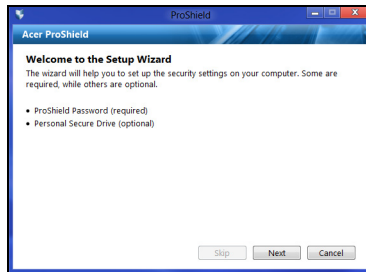 ProShield
Acer ProShield
Welcome to the Setup Wizard
The wizard will help you to set up the security settings on your computer. Some are
required, while others are optional.
• ProShield Password (required)
• Personal Secure Drive (optional)
Skip Next Cancel